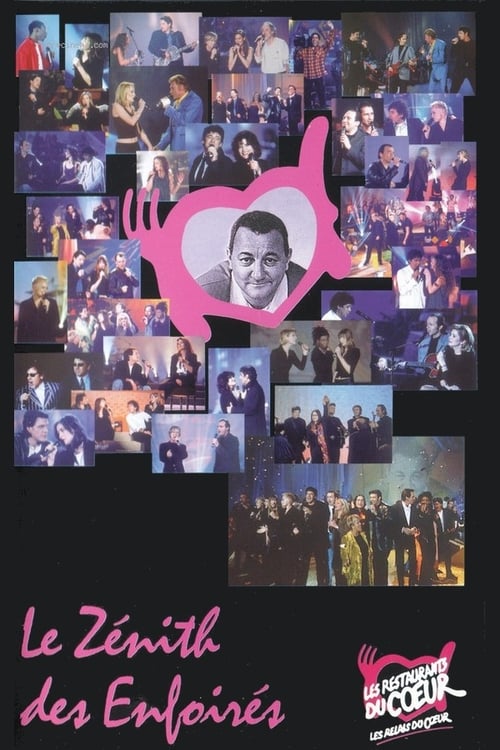 Le Zénith
des Enfoirés
LES RESTAURANTS
DU CŒUR
LES RELAIS DU CŒUR